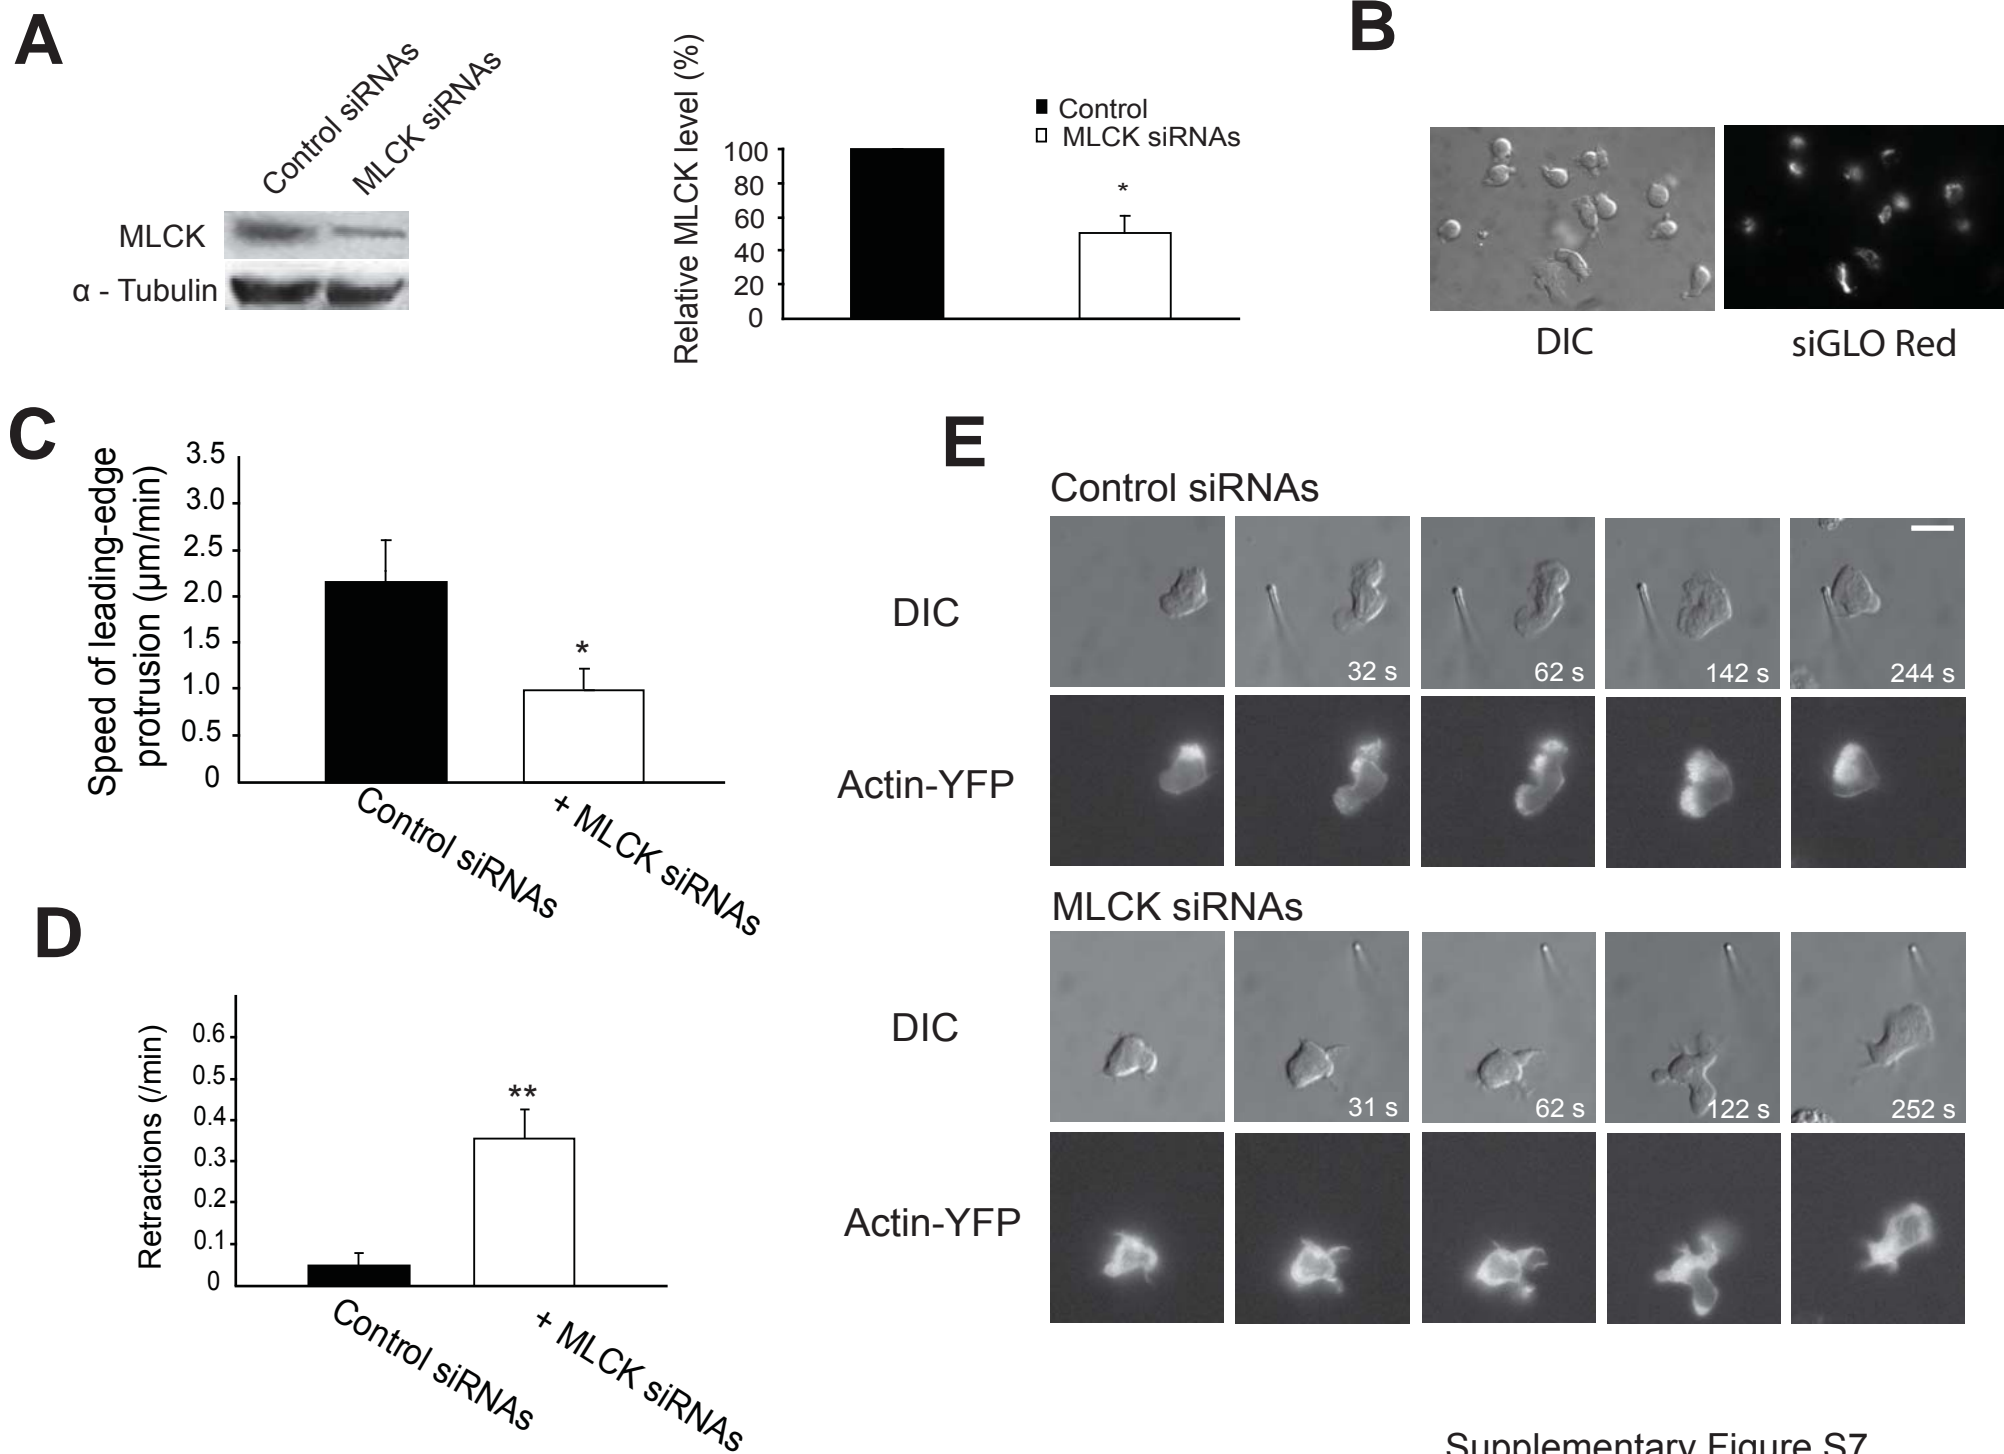 A
Control siRNAs
MLCK siRNAs
MLCK
α - Tubulin
Relative MLCK level (%)
100
80
60
40
20
0
Control
MLCK siRNAs
*
B
DIC
siGLO Red
C
Speed of leading-edge
protrusion (μm/min)
3.5
3.0
2.5
2.0
1.5
1.0
0.5
0
*
Control siRNAs
+ MLCK siRNAs
D
Retractions (/min)
0.6
0.5
0.4
0.3
0.2
0.1
0
**
Control siRNAs
+ MLCK siRNAs
E
Control siRNAs
DIC
32 s
62 s
142 s
244 s
Actin-YFP
MLCK siRNAs
DIC
31 s
62 s
122 s
252 s
Actin-YFP
Supplementary Figure S7